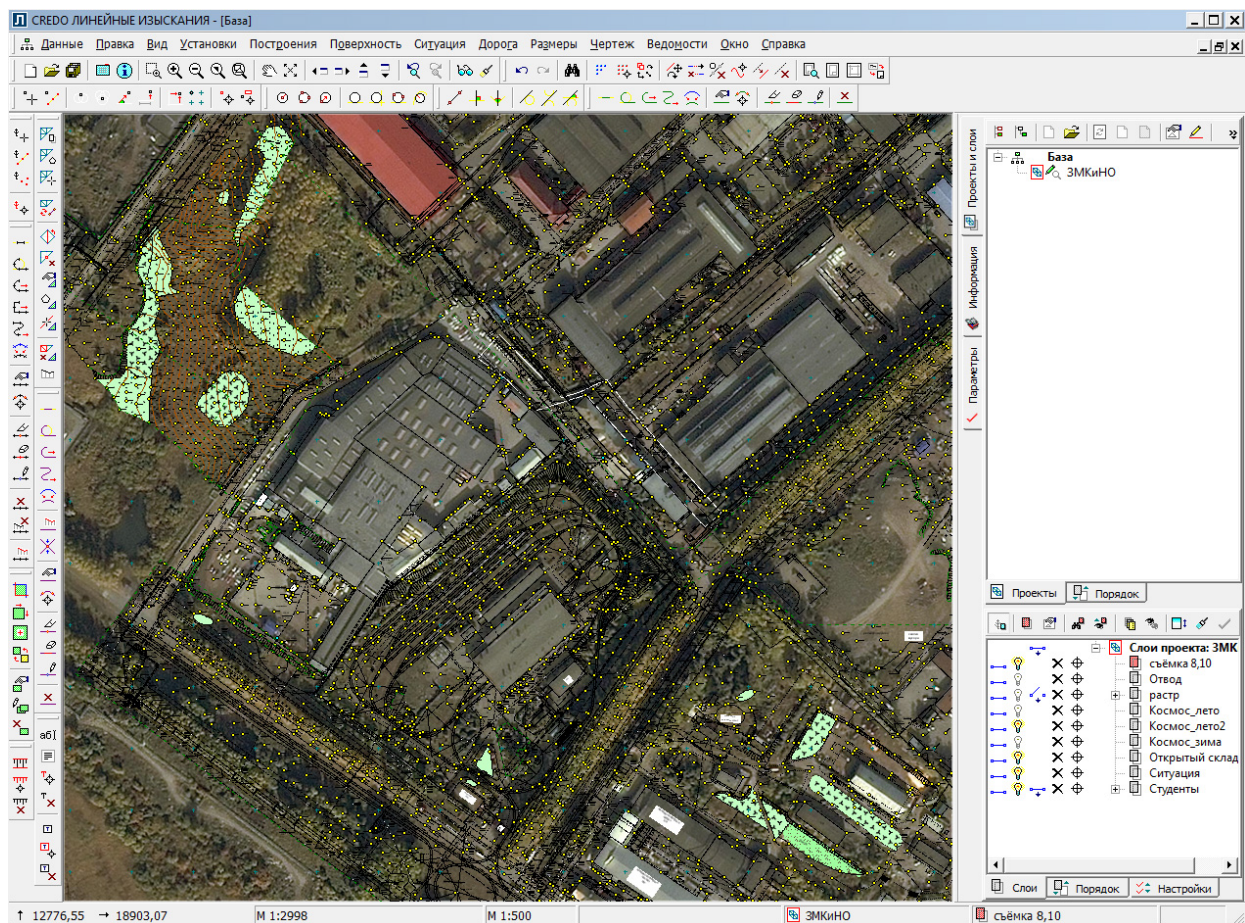 CREDO ЛИНЕЙНЫЕ ИЗЫСКАНИЯ - [База]
Данные Правка Вид Установки Построения Поверхность Ситуация Дорога Размеры Чертеж Ведомости Окно Справка
Проекты и слои
Информация
Параметры
База
ЗМКиНО
Проекты Порядок
Слои проекта: ЗМК
съёмка 8,10
Отвод
растр
Космос_лето
Космос_лето2
Космос_зима
Открытый склад
Ситуация
Студенты
Слои Порядок Настройки
12776,55 18903,07 М 1:2998 М 1:500 ЗМКиНО съёмка 8,10